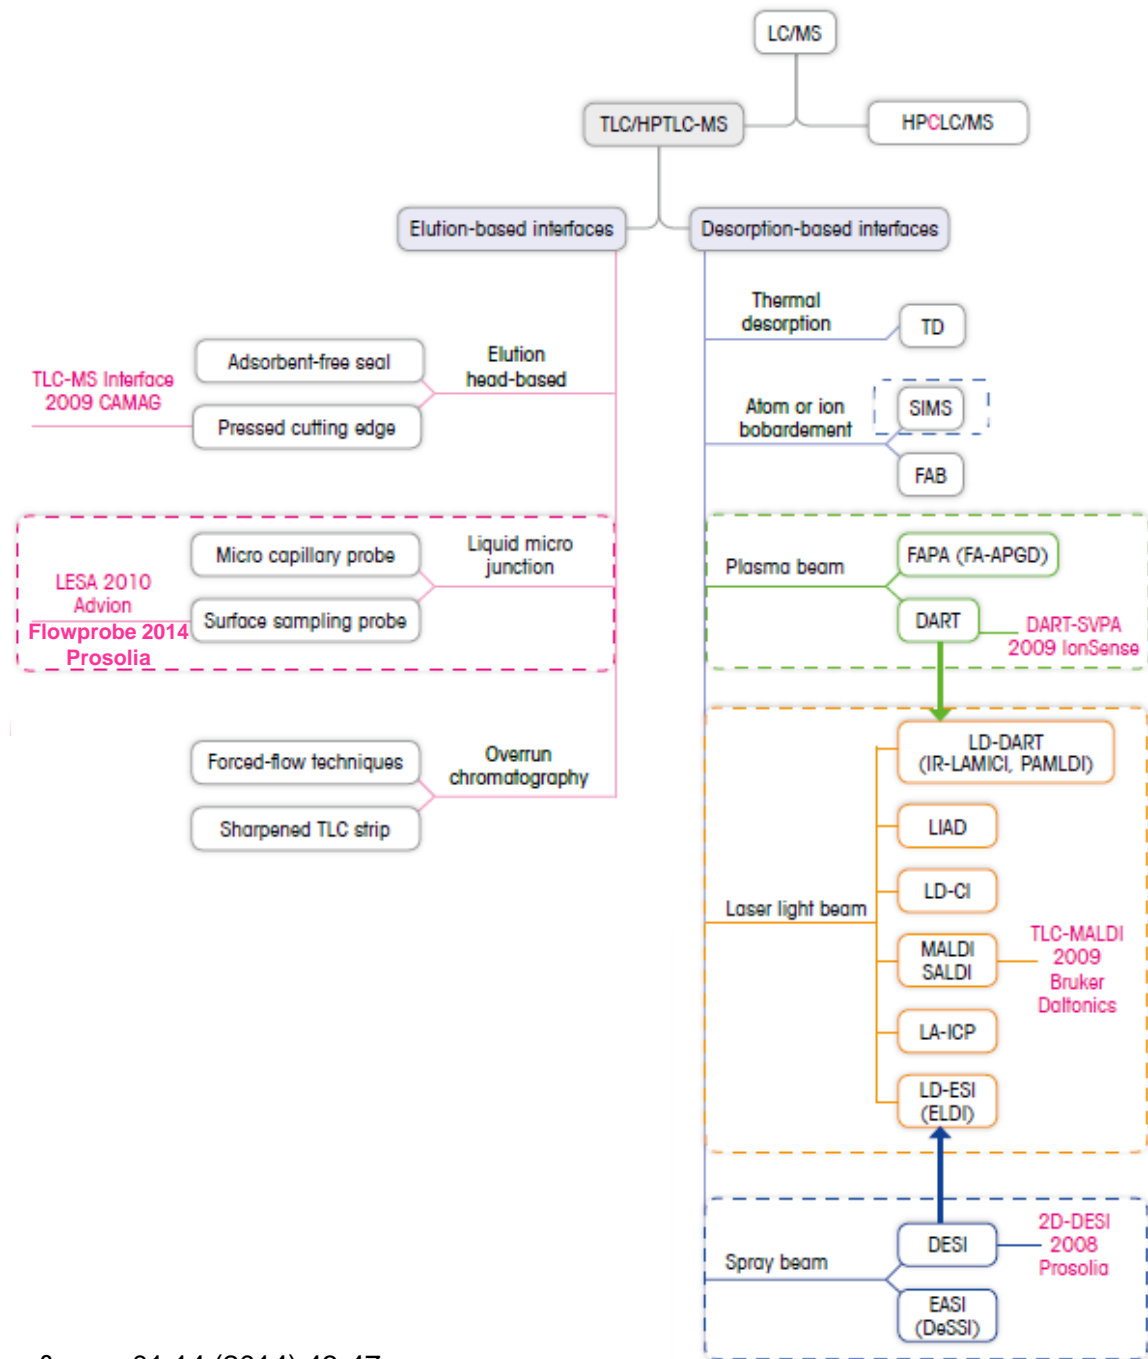 LC/MS
TLC/HPTLC-MS
HPCLC/MS
Elution-based interfaces
Desorption-based interfaces
Adsorbent-free seal
Elution
head-based
TLC-MS Interface
2009 CAMAG
Pressed cutting edge
Micro capillary probe
Liquid micro
junction
LESA 2010
Advion
Flowprobe 2014
Prosolia
Surface sampling probe
Forced-flow techniques
Overrun
chromatography
Sharpened TLC strip
Thermal
desorption
TD
Atom or ion
bobardement
SIMS
FAB
Plasma beam
FAPA (FA-APGD)
DART
DART-SVPA
2009 IonSense
LD-DART
(IR-LAMICI, PAMLDI)
LIAD
LD-CI
Laser light beam
MALDI
SALDI
TLC-MALDI
2009
Bruker
Daltonics
LA-ICP
LD-ESI
(ELDI)
Spray beam
DESI
2D-DESI
2008
Prosolia
EASI
(DeSSI)